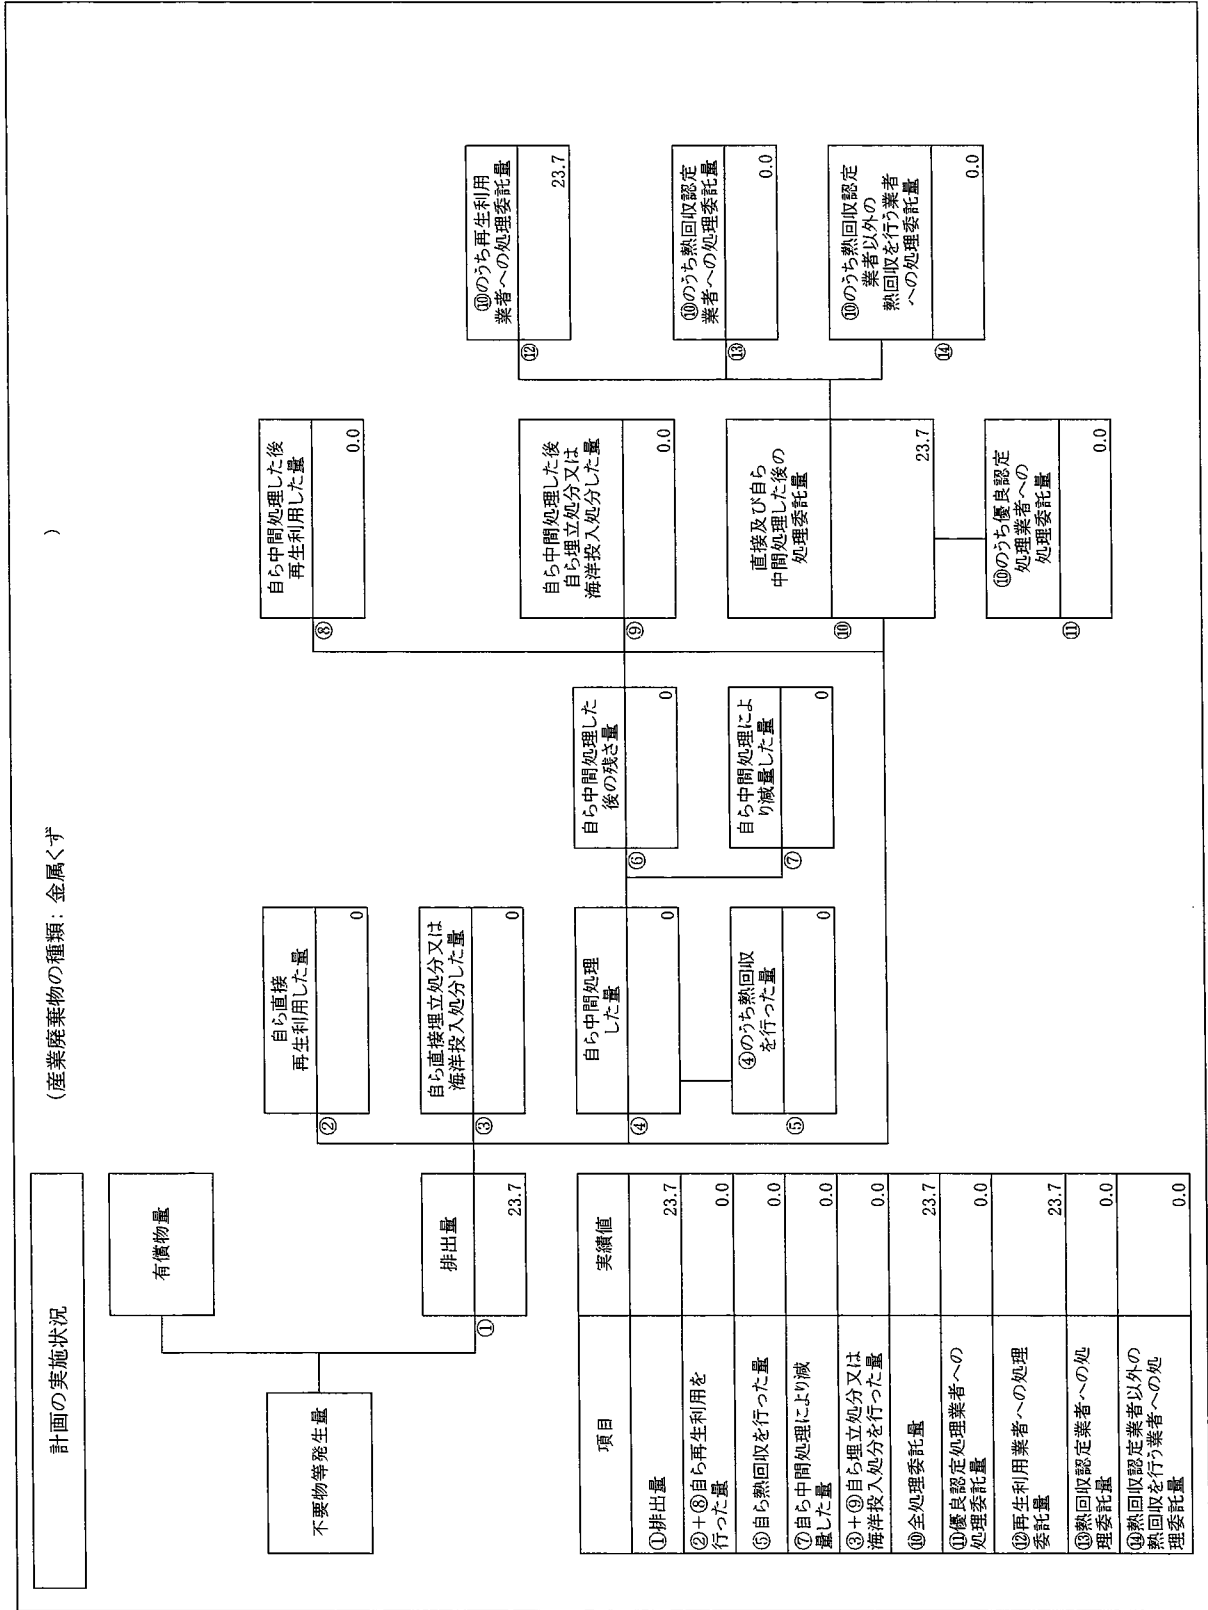 計画の実施状況
(産業廃棄物の種類: 金属くず )
不要物等発生量
有償物量
①
排出量
23.7
②
自ら直接
再生利用した量
0
③
自ら直接埋立処分又は
海洋投入処分した量
0
④
自ら中間処理
した量
0
⑤
④のうち熱回収
を行った量
0
⑥
自ら中間処理した
後の残さ量
0
⑦
自ら中間処理によ
り減量した量
0
⑧
自ら中間処理した後
再生利用した量
0.0
⑨
自ら中間処理した後
自ら埋立処分又は
海洋投入処分した量
0.0
⑩
直接及び自ら
中間処理した後の
処理委託量
23.7
⑪
⑩のうち優良認定
処理業者への
処理委託量
0.0
⑫
⑩のうち再生利用
業者への処理委託量
23.7
⑬
⑩のうち熱回収認定
業者への処理委託量
0.0
⑭
⑩のうち熱回収認定
業者以外の
熱回収を行う業者
への処理委託量
0.0
項目 実績値
①排出量 23.7
②+⑧自ら再生利用を
行った量 0.0
⑤自ら熱回収を行った量 0.0
⑦自ら中間処理により減
量した量 0.0
③+⑨自ら埋立処分又は
海洋投入処分を行った量 0.0
⑩全処理委託量 23.7
⑪優良認定処理業者への
処理委託量 0.0
⑫再生利用業者への処理
委託量 23.7
⑬熱回収認定業者への処
理委託量 0.0
⑭熱回収認定業者以外の
熱回収を行う業者への処
理委託量 0.0